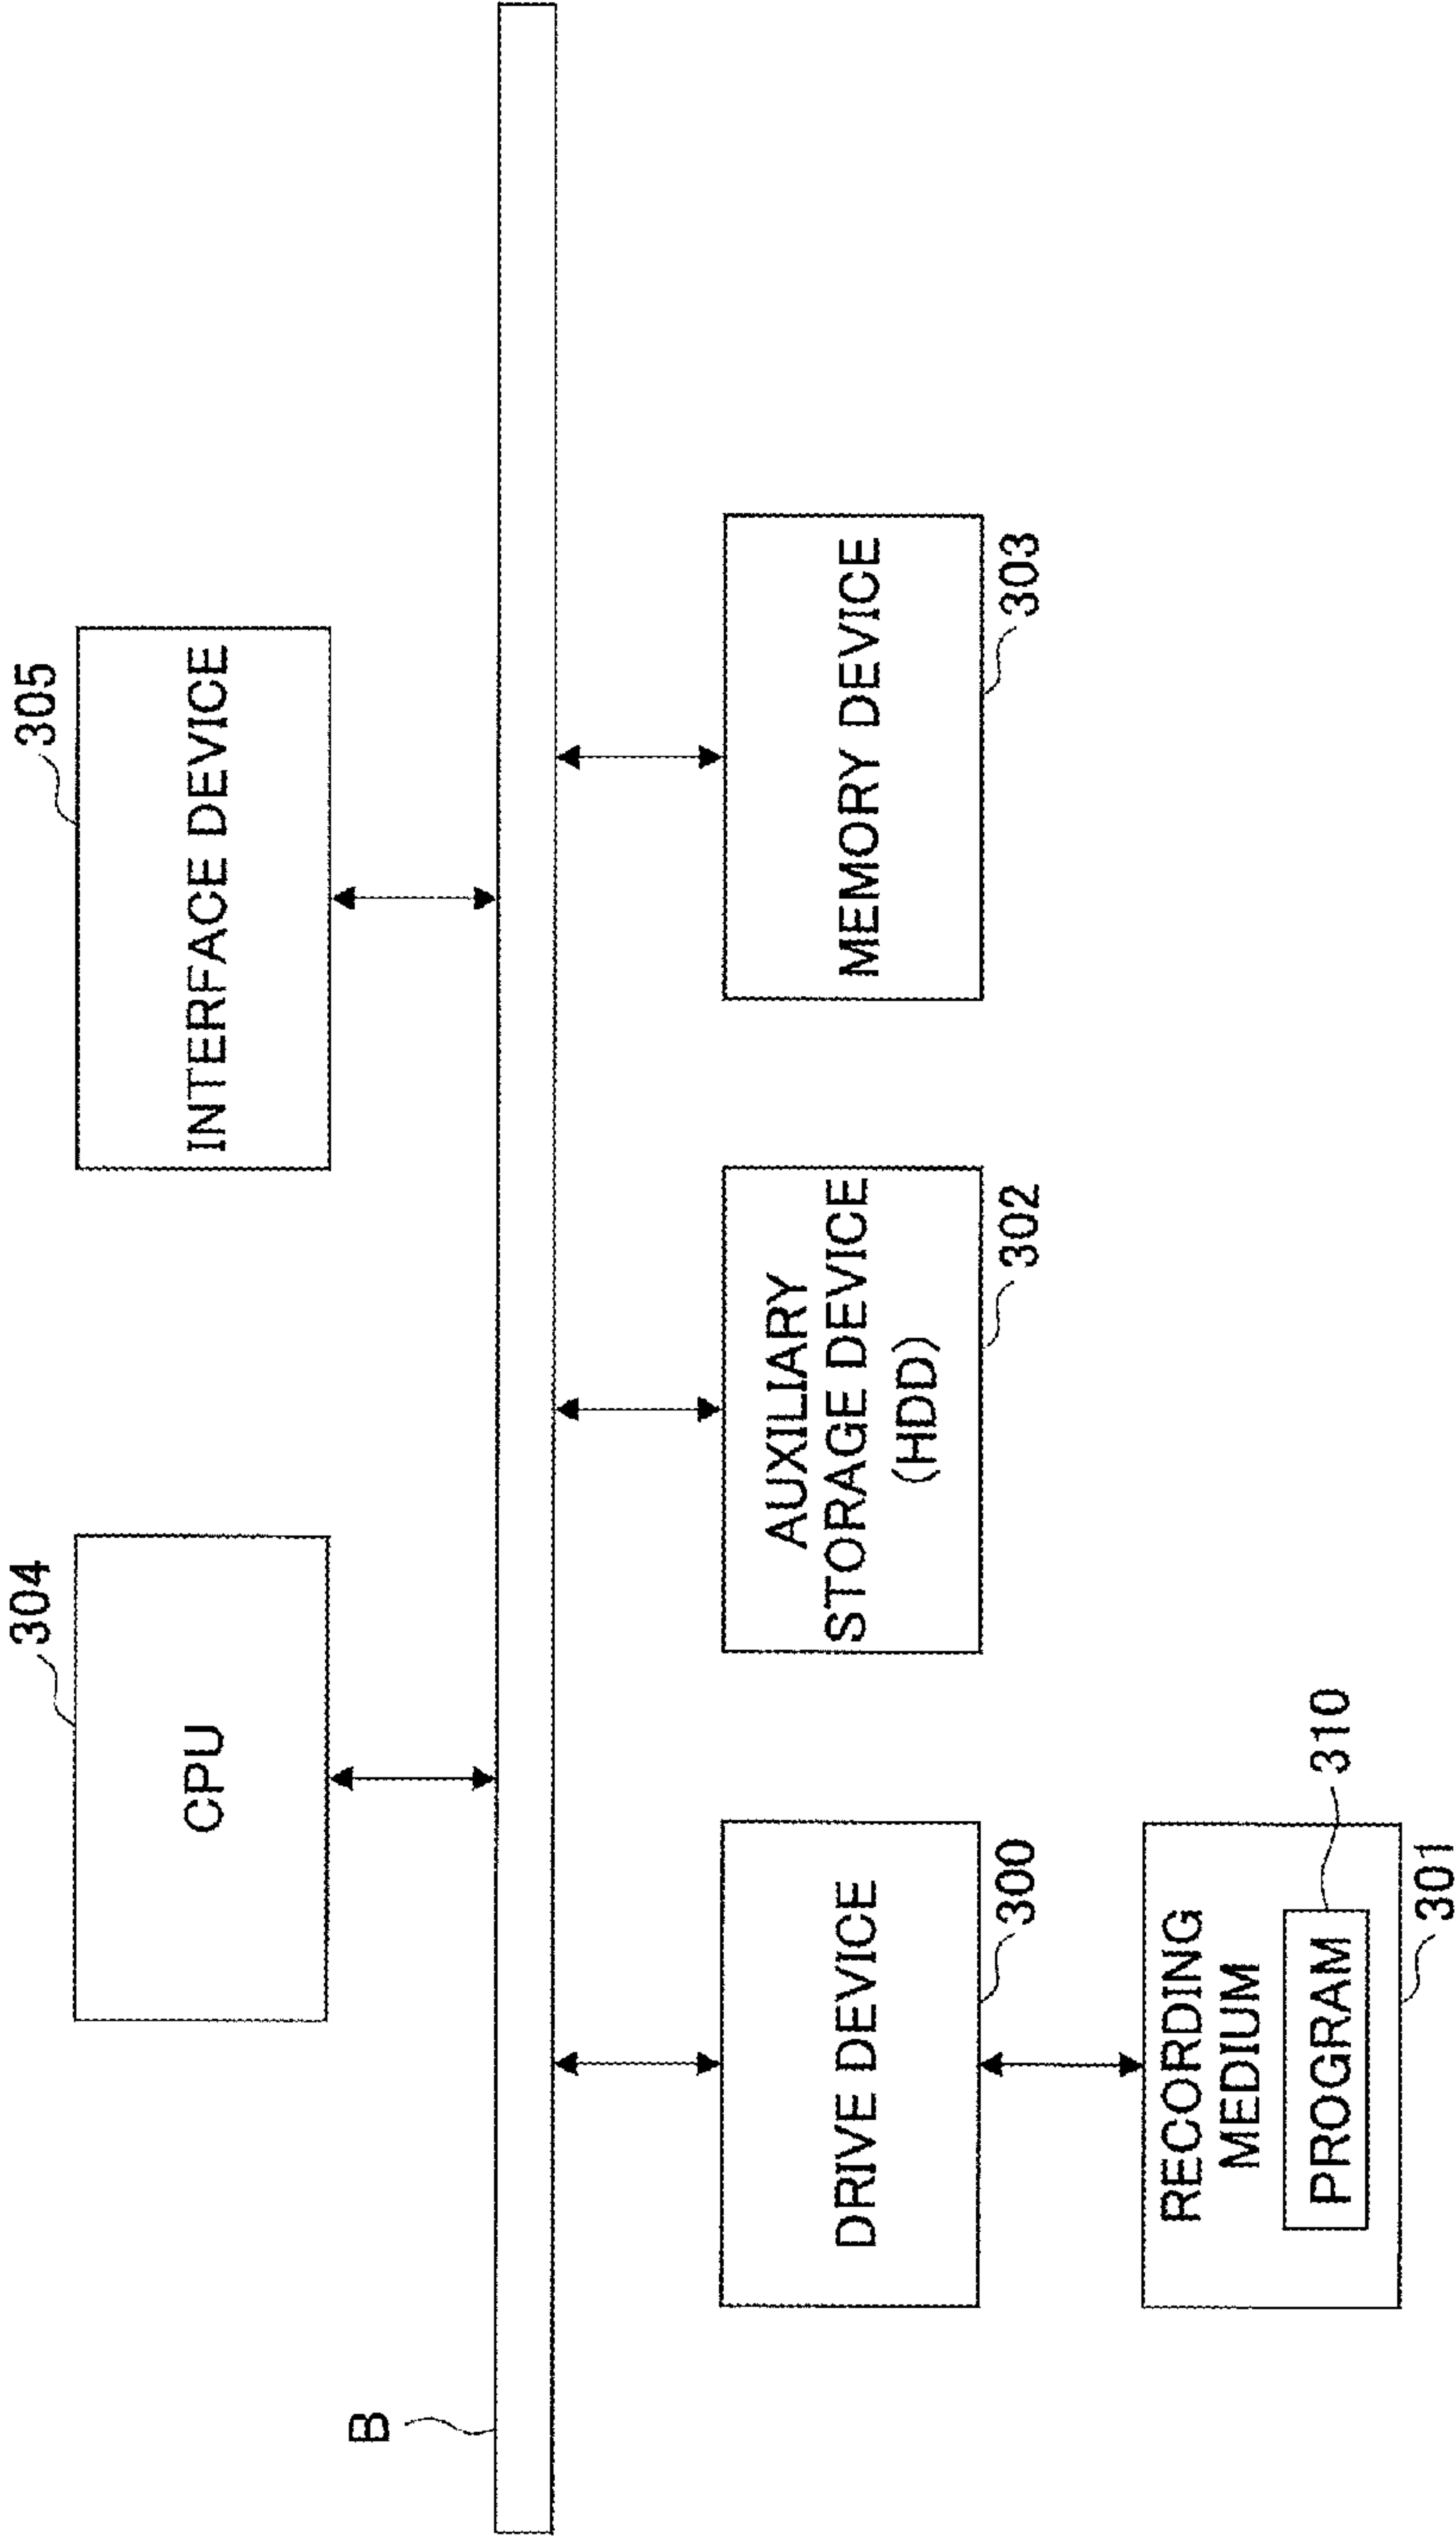 304
305
CPU
INTERFACE DEVICE
B
DRIVE DEVICE
AUXILIARY
STORAGE DEVICE
(HDD)
MEMORY DEVICE
300
302
303
RECORDING
MEDIUM
PROGRAM
310
301